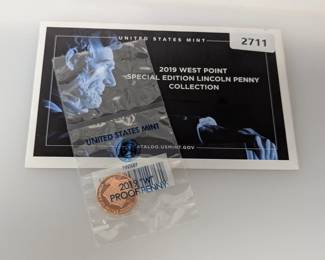 UNITED STATES MINT
2711
2019 WEST POINT
SPECIAL EDITION LINCOLN PENNY
COLLECTION
UNITED STATES MINT
CATALOG.USMINT.GOV
2019 "W"
PROOF PENNY